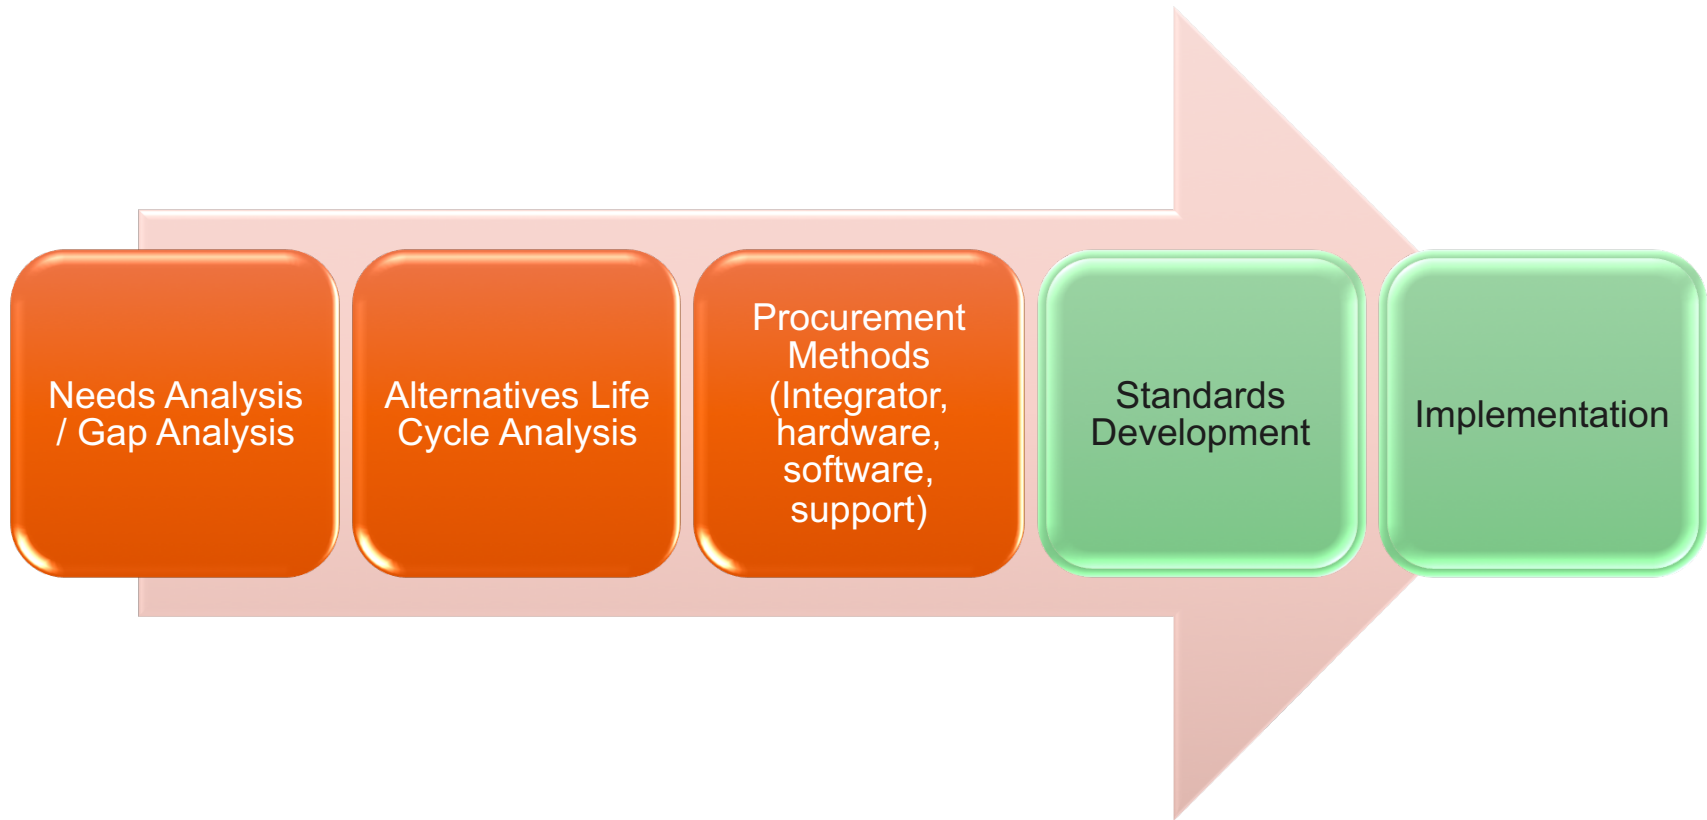 Needs Analysis
/ Gap Analysis
Alternatives Life
Cycle Analysis
Procurement
Methods
(Integrator,
hardware,
software,
support)
Standards
Development
Implementation